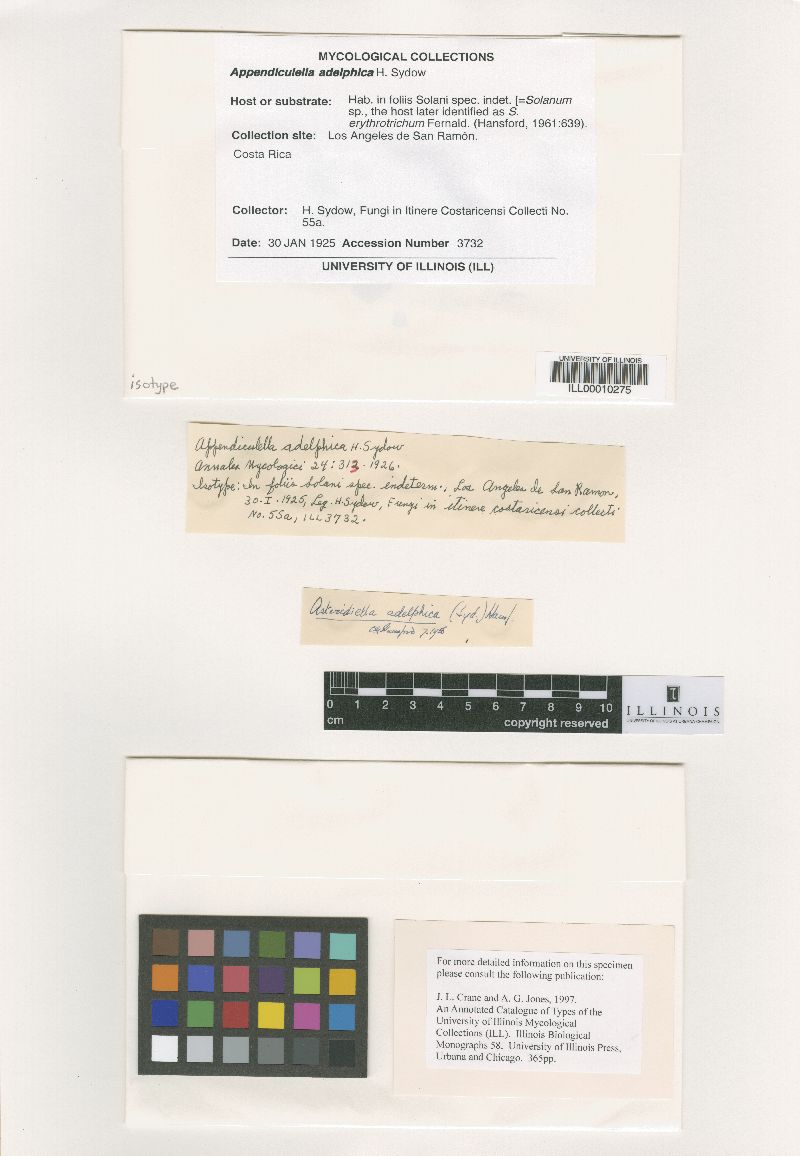 MYCOLOGICAL COLLECTIONS
Appendiculella adelphica H. Sydow
Host or substrate: Hab. in foliis Solani spec. indet. [=Solanum
sp., the host later identified as S.
erythrotrichum Fernald. (Hansford, 1961:639).
Collection site: Los Angeles de San Ramón.
Costa Rica
Collector: H. Sydow, Fungi in Itinere Costaricensi Collecti No.
55a.
Date: 30 JAN 1925 Accession Number 3732
UNIVERSITY OF ILLINOIS (ILL)
isotype
UNIVERSITY OF ILLINOIS
ILL00010275
Appendiculella adelphica H. Sydow
Annales Mycologici 24: 313. 1926.
Isotype: In foliis Solani spec. indeterm., Los Angeles de San Ramon,
30-I-1925, Leg. H. Sydow, Fungi in itinere costaricensi collecti
No. 55a, ILL 3732.
Asteridiella adelphica (Syd.) Hansf.
0 1 2 3 4 5 6 7 8 9 10
cm copyright reserved
ILLINOIS
UNIVERSITY OF ILLINOIS AT URBANA-CHAMPAIGN
For more detailed information on this specimen
please consult the following publication:
J. L. Crane and A. G. Jones, 1997.
An Annotated Catalogue of Types of the
University of Illinois Mycological
Collections (ILL). Illinois Biological
Monographs 58. University of Illinois Press,
Urbana and Chicago. 365pp.